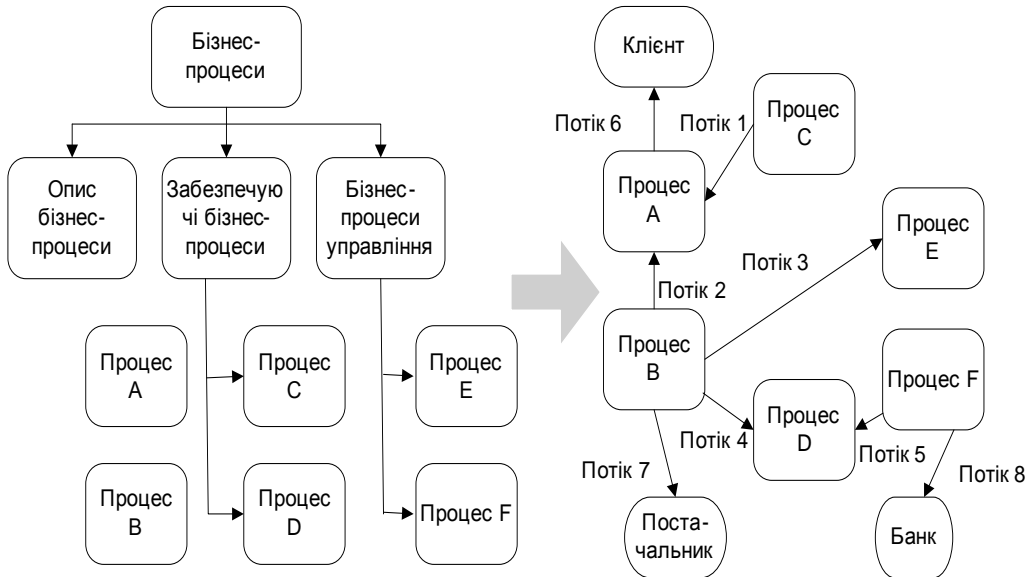 Бізнес-
процеси
Опис
бізнес-
процеси
Забезпечую
чі бізнес-
процеси
Бізнес-
процеси
управління
Процес
A
Процес
C
Процес
E
Процес
B
Процес
D
Процес F
Клієнт
Процес
C
Потік 6
Потік 1
Процес
A
Процес
E
Потік 3
Потік 2
Процес
B
Процес F
Процес
D
Потік 4
Потік 5
Потік 7
Потік 8
Поста-
чальник
Банк